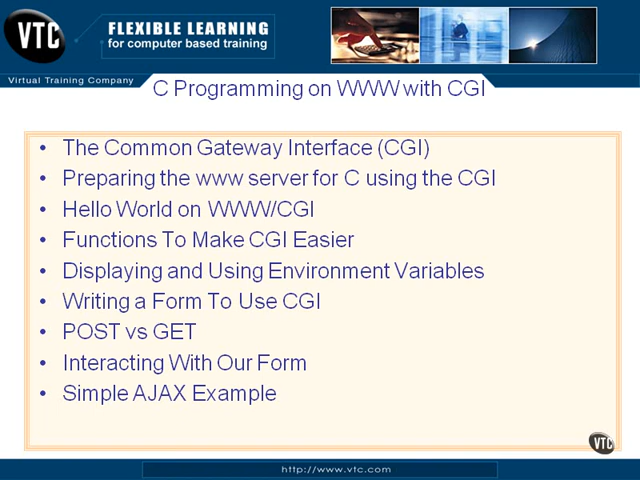 VTC
FLEXIBLE LEARNING
for computer based training
Virtual Training Company
C Programming on WWW with CGI
• The Common Gateway Interface (CGI)
• Preparing the www server for C using the CGI
• Hello World on WWW/CGI
• Functions To Make CGI Easier
• Displaying and Using Environment Variables
• Writing a Form To Use CGI
• POST vs GET
• Interacting With Our Form
• Simple AJAX Example
VTC
http://www.vtc.com